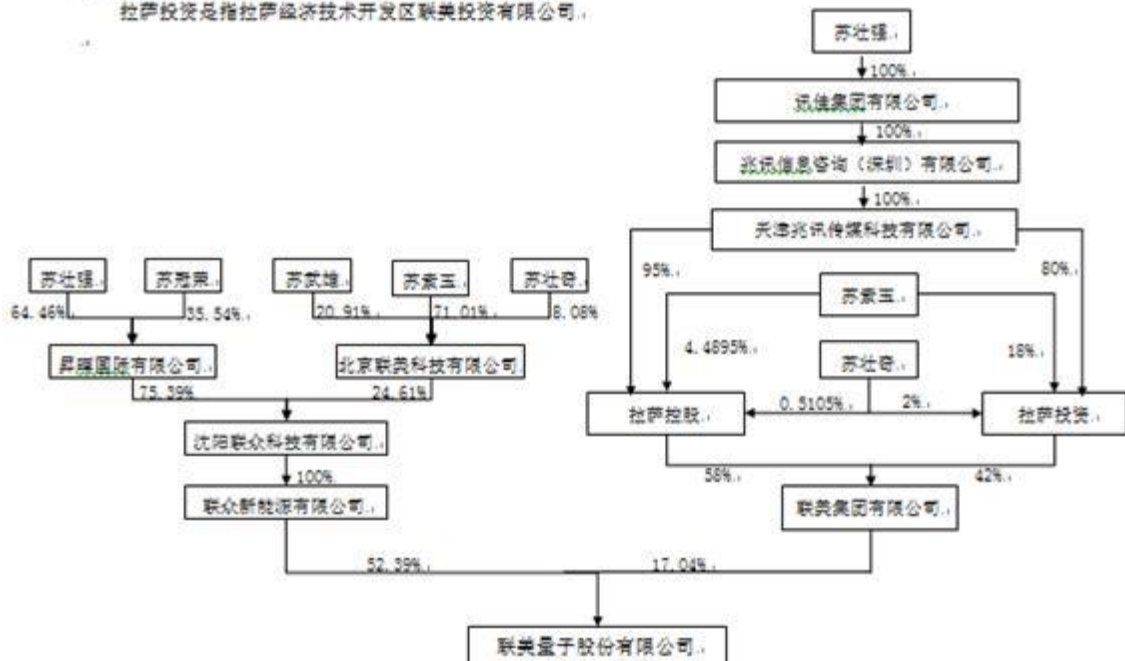 拉萨投资是指拉萨经济技术开发区联美投资有限公司.
苏壮强
100%
讯佳集团有限公司
100%
兆讯信息咨询（深圳）有限公司
100%
天津兆讯传媒科技有限公司
95%
80%
苏素玉
4.4895%
18%
苏壮奇
0.5105%
2%
拉萨控股
拉萨投资
58%
42%
联美集团有限公司
苏壮强
苏冠荣
苏武雄
苏素玉
苏壮奇
64.46%
35.54%
20.91%
71.01%
8.08%
昇晖国际有限公司
北京联美科技有限公司
75.39%
24.61%
沈阳联众科技有限公司
100%
联众新能源有限公司
52.39%
17.04%
联美量子股份有限公司